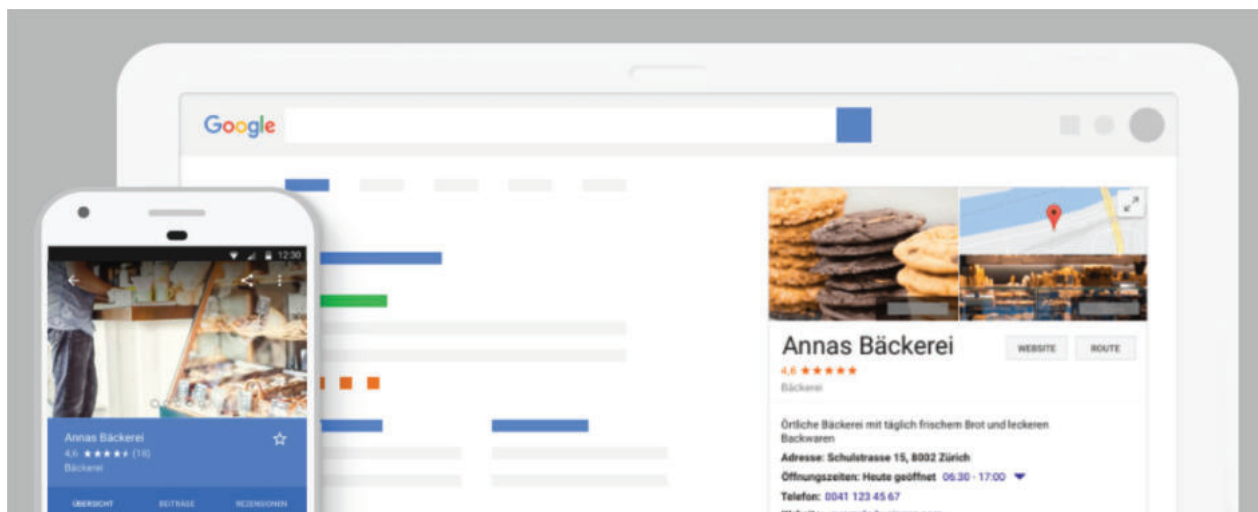 Google
12:30
Annas Bäckerei
4,6 ★★★★★ (18)
Bäckerei
ÜBERSICHT BEITRÄGE REZENSIONEN
Annas Bäckerei
WEBSITE ROUTE
4,6 ★★★★★
Bäckerei
Örtliche Bäckerei mit täglich frischem Brot und leckeren
Backwaren
Adresse: Schulstrasse 15, 8002 Zürich
Öffnungszeiten: Heute geöffnet 06:30 - 17:00
Telefon: 0041 123 45 67